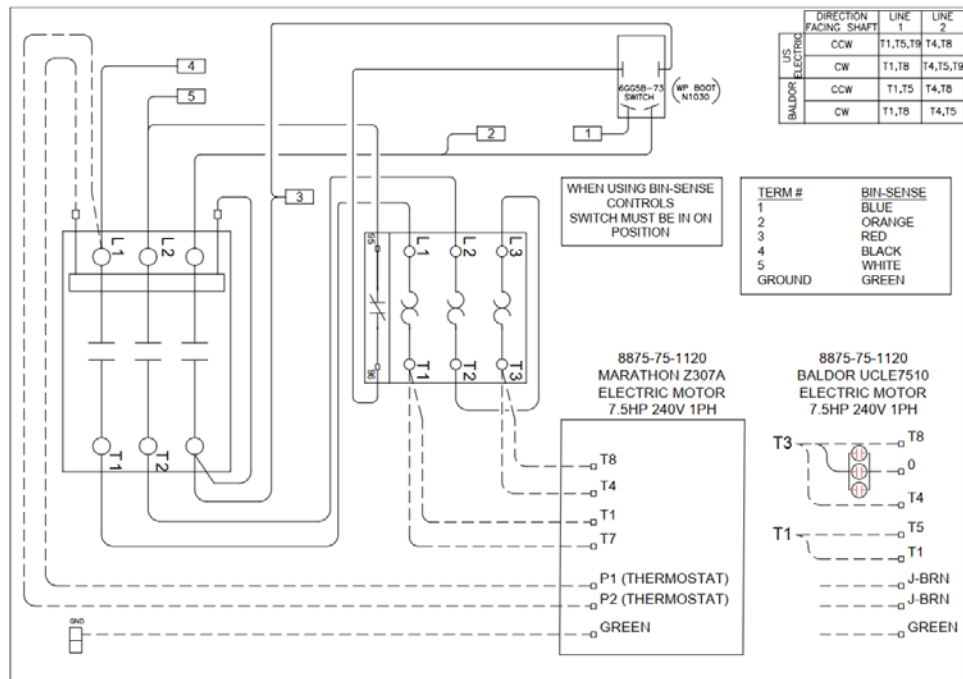 DIRECTION FACING SHAFT LINE 1 LINE 2
US ELECTRIC
CCW T1,T5,T9 T4,T8
CW T1,T8 T4,T5,T9
BALDOR
CCW T1,T5 T4,T8
CW T1,T8 T4,T5
4
5
6GG5B-73
SWITCH
(WP BOOT
N1030)
2
1
3
WHEN USING BIN-SENSE
CONTROLS
SWITCH MUST BE IN ON
POSITION
TERM # BIN-SENSE
1 BLUE
2 ORANGE
3 RED
4 BLACK
5 WHITE
GROUND GREEN
L1 L2
95 L1 L2 L3
96 T1 T2 T3
T1 T2
8875-75-1120
MARATHON Z307A
ELECTRIC MOTOR
7.5HP 240V 1PH
T8
T4
T1
T7
P1 (THERMOSTAT)
P2 (THERMOSTAT)
GREEN
GND
8875-75-1120
BALDOR UCLE7510
ELECTRIC MOTOR
7.5HP 240V 1PH
T3 T8
0
T4
T1 T5
T1
J-BRN
J-BRN
GREEN